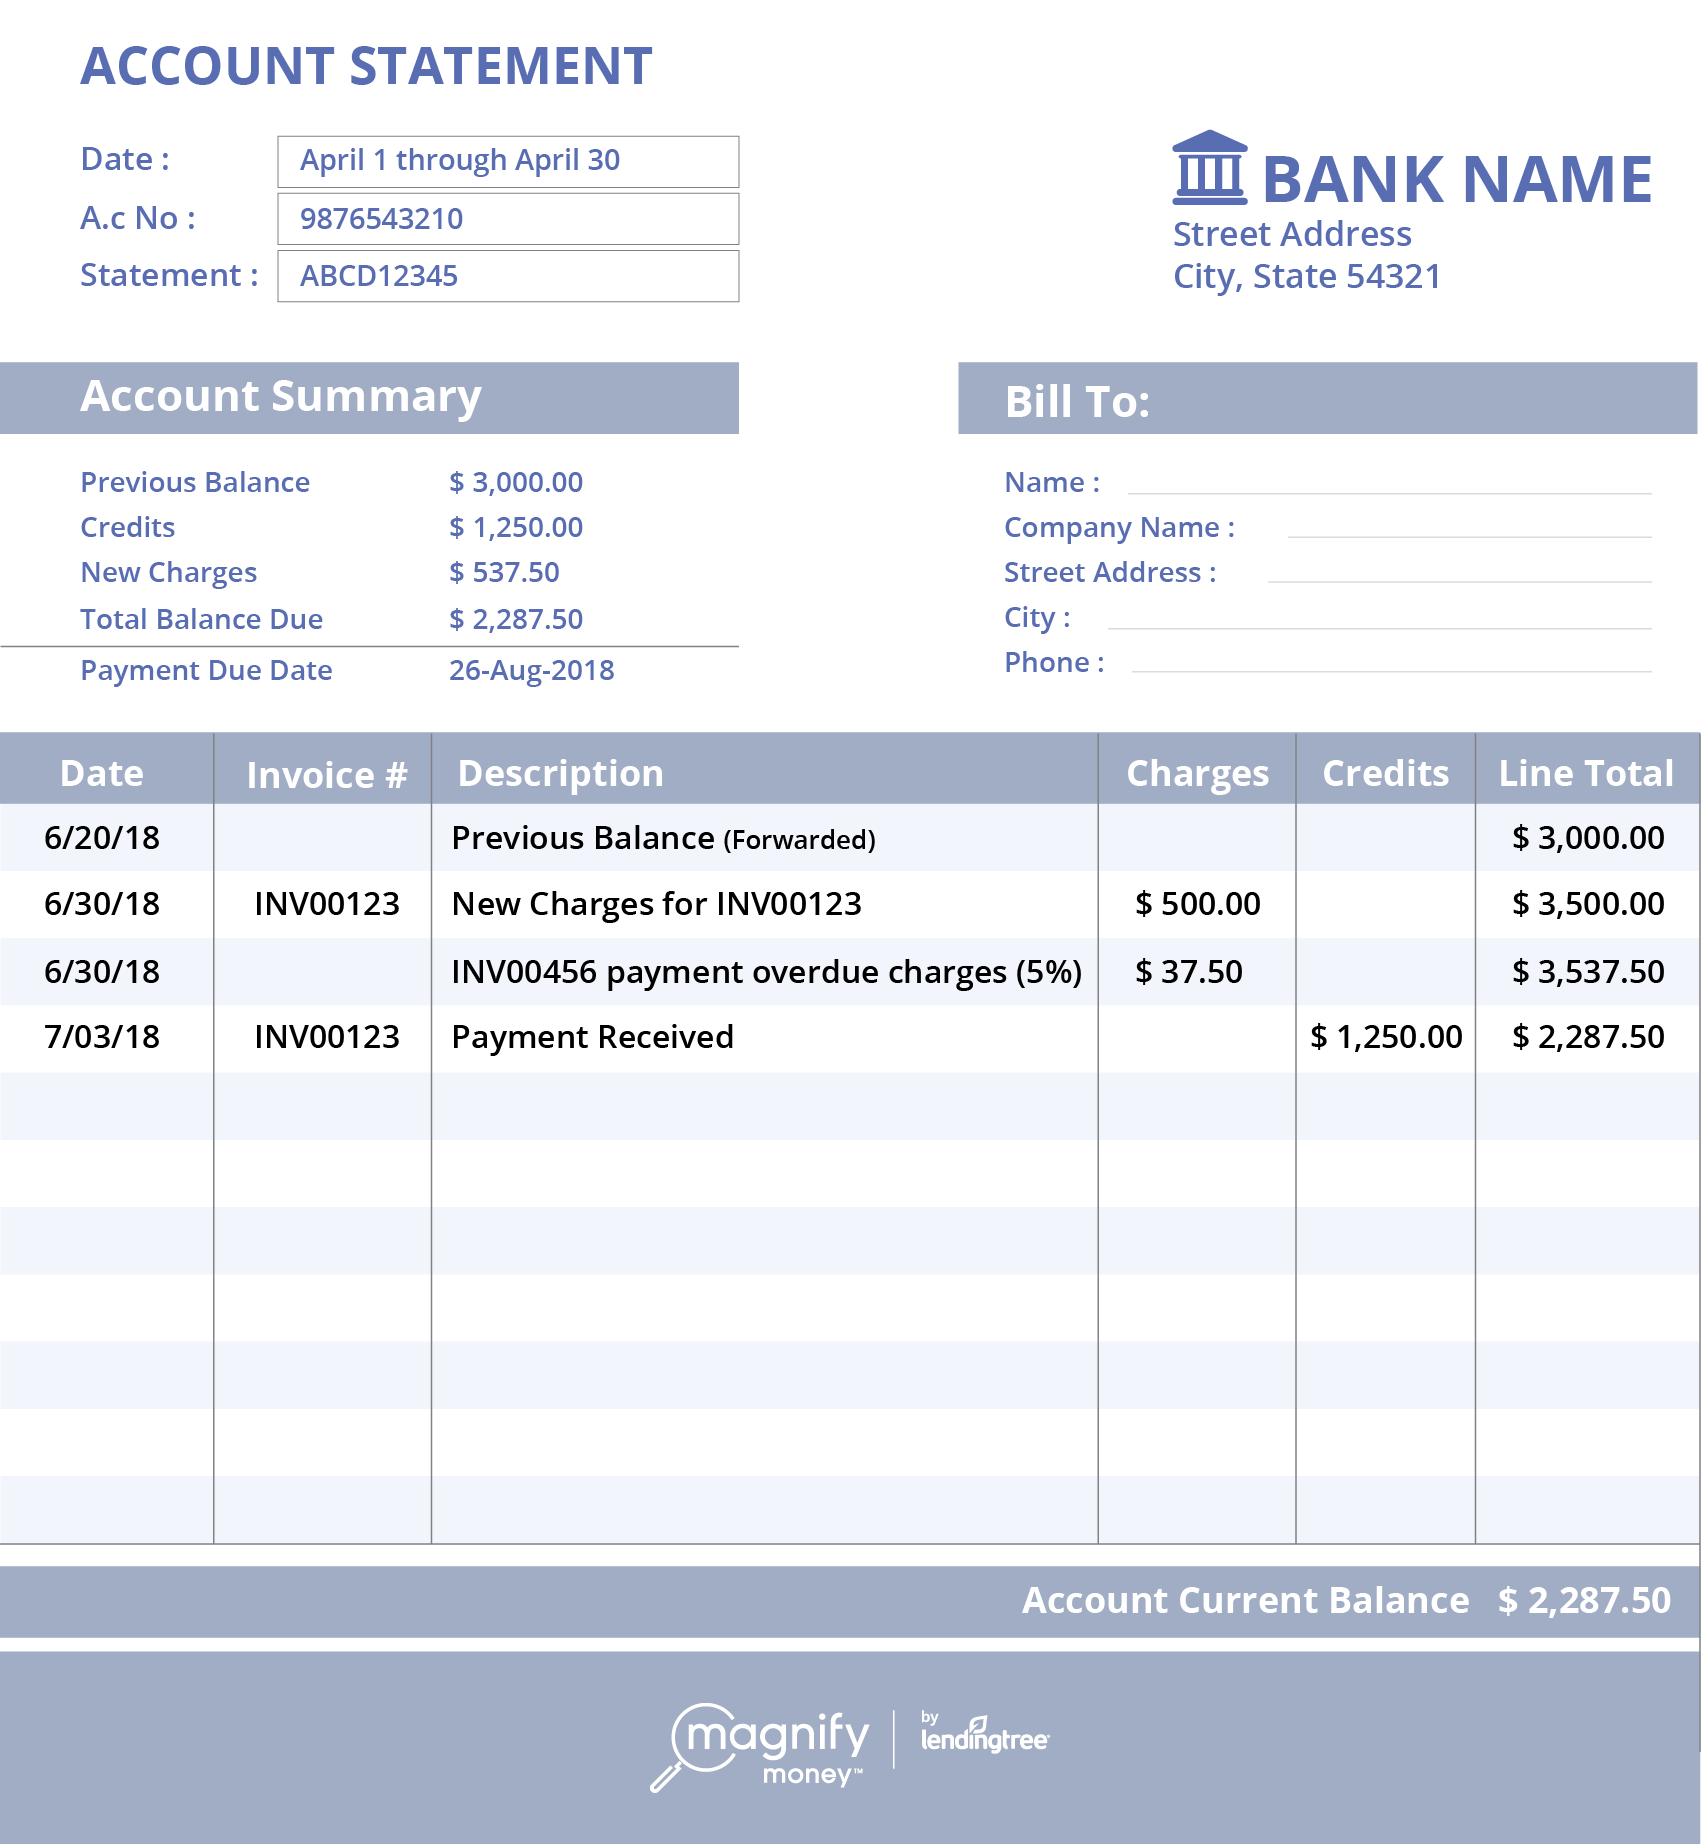 ACCOUNT STATEMENT
Date : April 1 through April 30
A.c No : 9876543210
Statement : ABCD12345
BANK NAME
Street Address
City, State 54321
Account Summary
Previous Balance $ 3,000.00
Credits $ 1,250.00
New Charges $ 537.50
Total Balance Due $ 2,287.50
Payment Due Date 26-Aug-2018
Bill To:
Name :
Company Name :
Street Address :
City :
Phone :
Date Invoice # Description Charges Credits Line Total
6/20/18 Previous Balance (Forwarded) $ 3,000.00
6/30/18 INV00123 New Charges for INV00123 $ 500.00 $ 3,500.00
6/30/18 INV00456 payment overdue charges (5%) $ 37.50 $ 3,537.50
7/03/18 INV00123 Payment Received $ 1,250.00 $ 2,287.50
Account Current Balance $ 2,287.50
magnify
money™
by
lendingtree